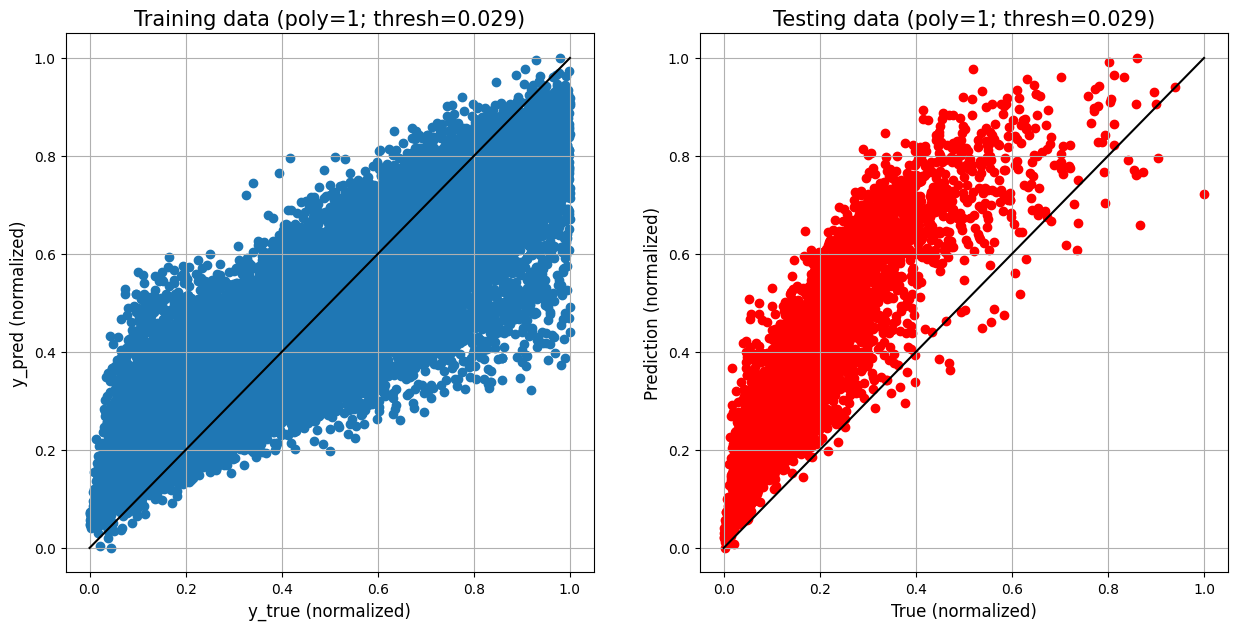 Training data (poly=1; thresh=0.029)
1.0
0.8
0.6
0.4
0.2
0.0
y_pred (normalized)
0.0 0.2 0.4 0.6 0.8 1.0
y_true (normalized)
Testing data (poly=1; thresh=0.029)
1.0
0.8
0.6
0.4
0.2
0.0
Prediction (normalized)
0.0 0.2 0.4 0.6 0.8 1.0
True (normalized)